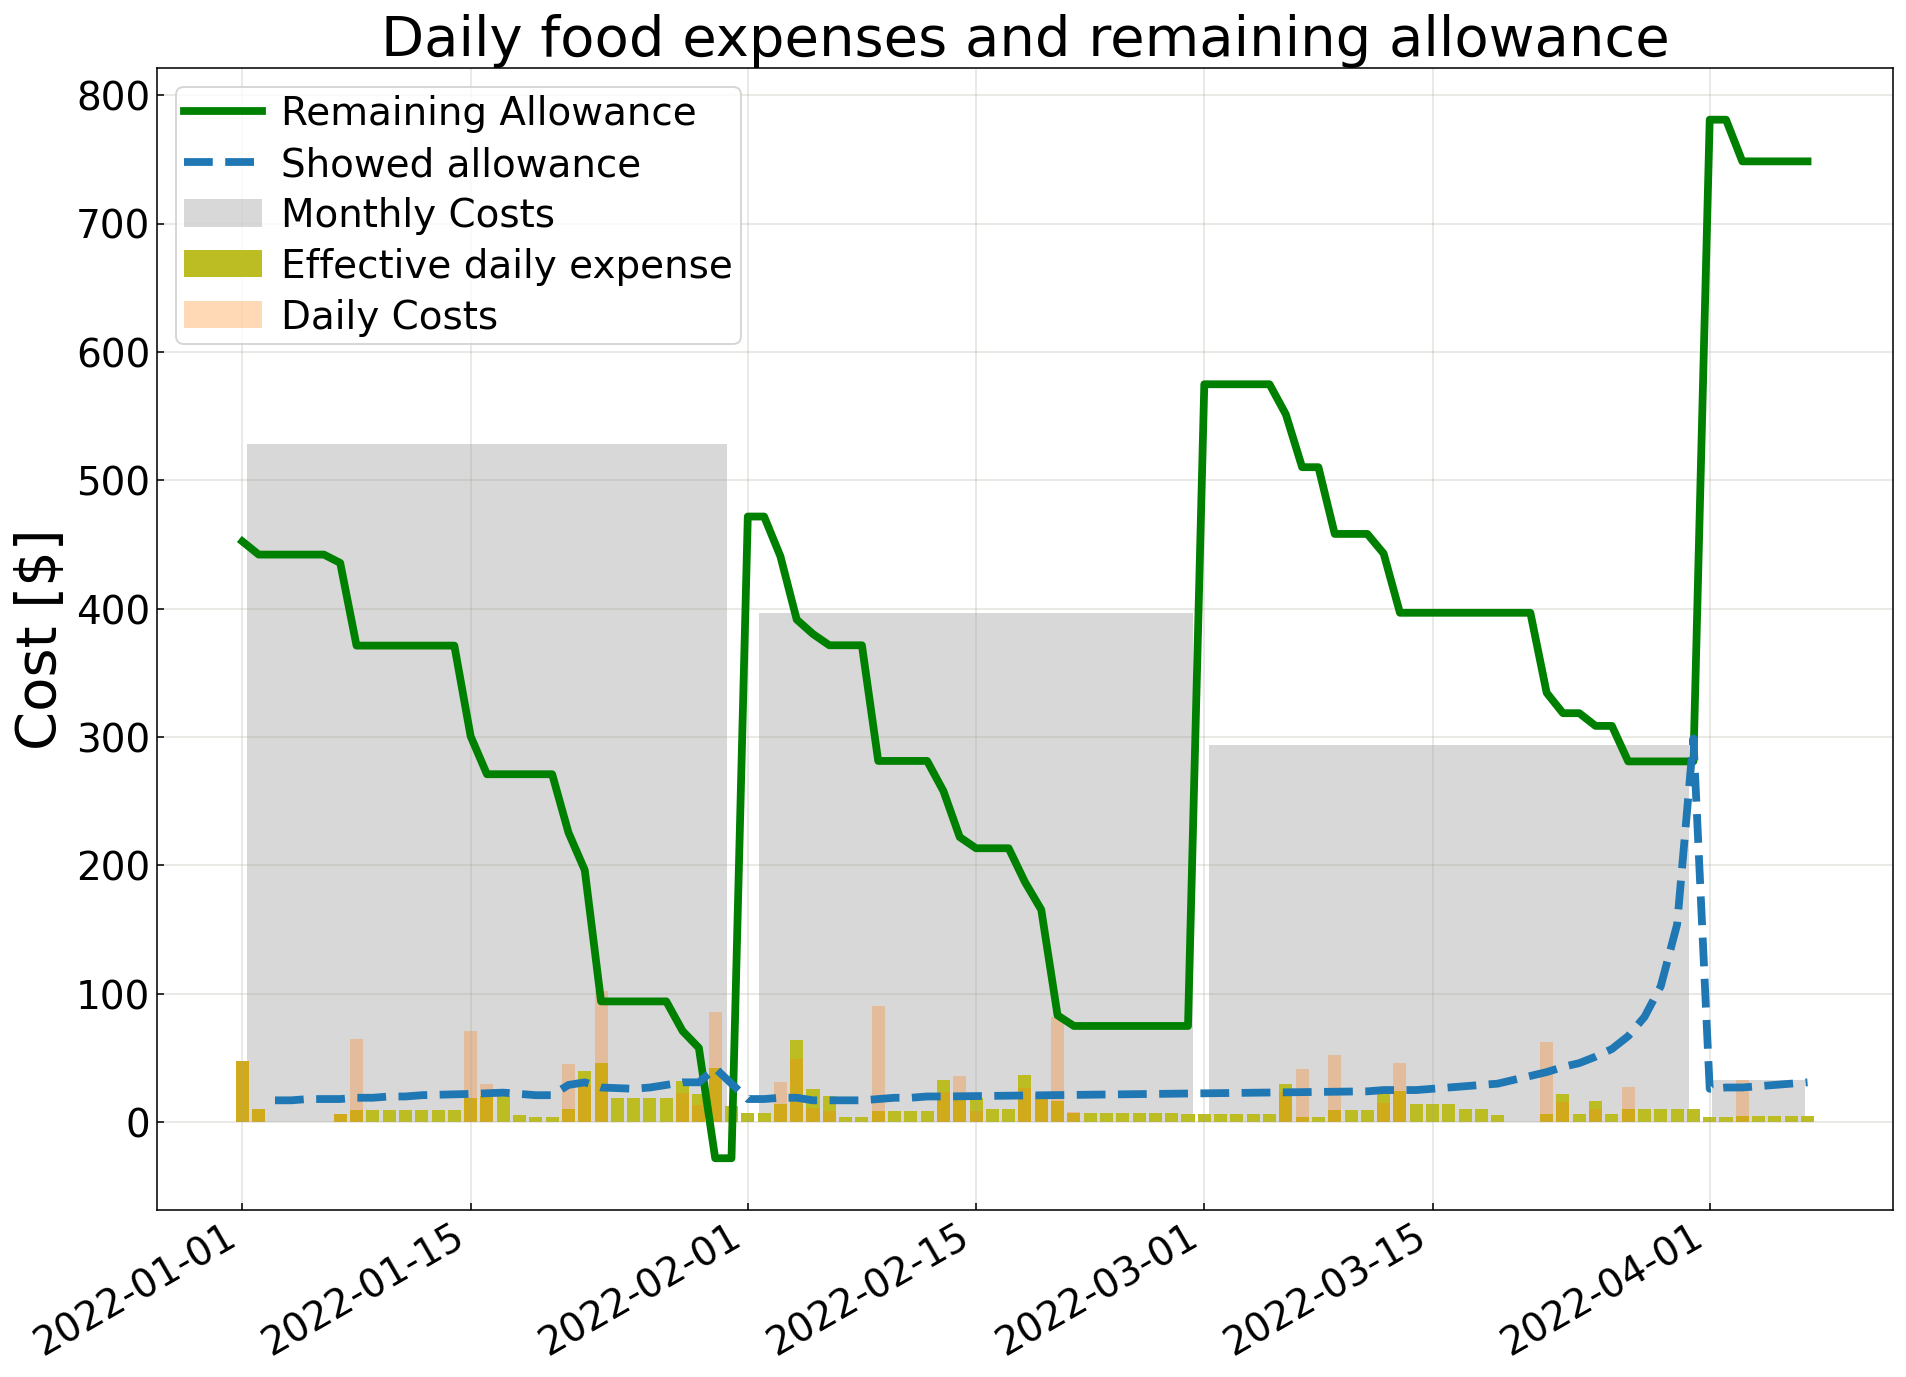 Daily food expenses and remaining allowance
Remaining Allowance
Showed allowance
Monthly Costs
Effective daily expense
Daily Costs
Cost [$]
800
700
600
500
400
300
200
100
0
2022-01-01
2022-01-15
2022-02-01
2022-02-15
2022-03-01
2022-03-15
2022-04-01